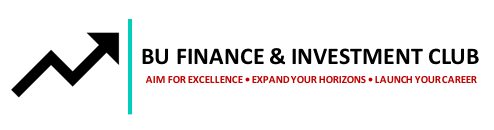 BU FINANCE & INVESTMENT CLUB
AIM FOR EXCELLENCE • EXPAND YOUR HORIZONS • LAUNCH YOUR CAREER